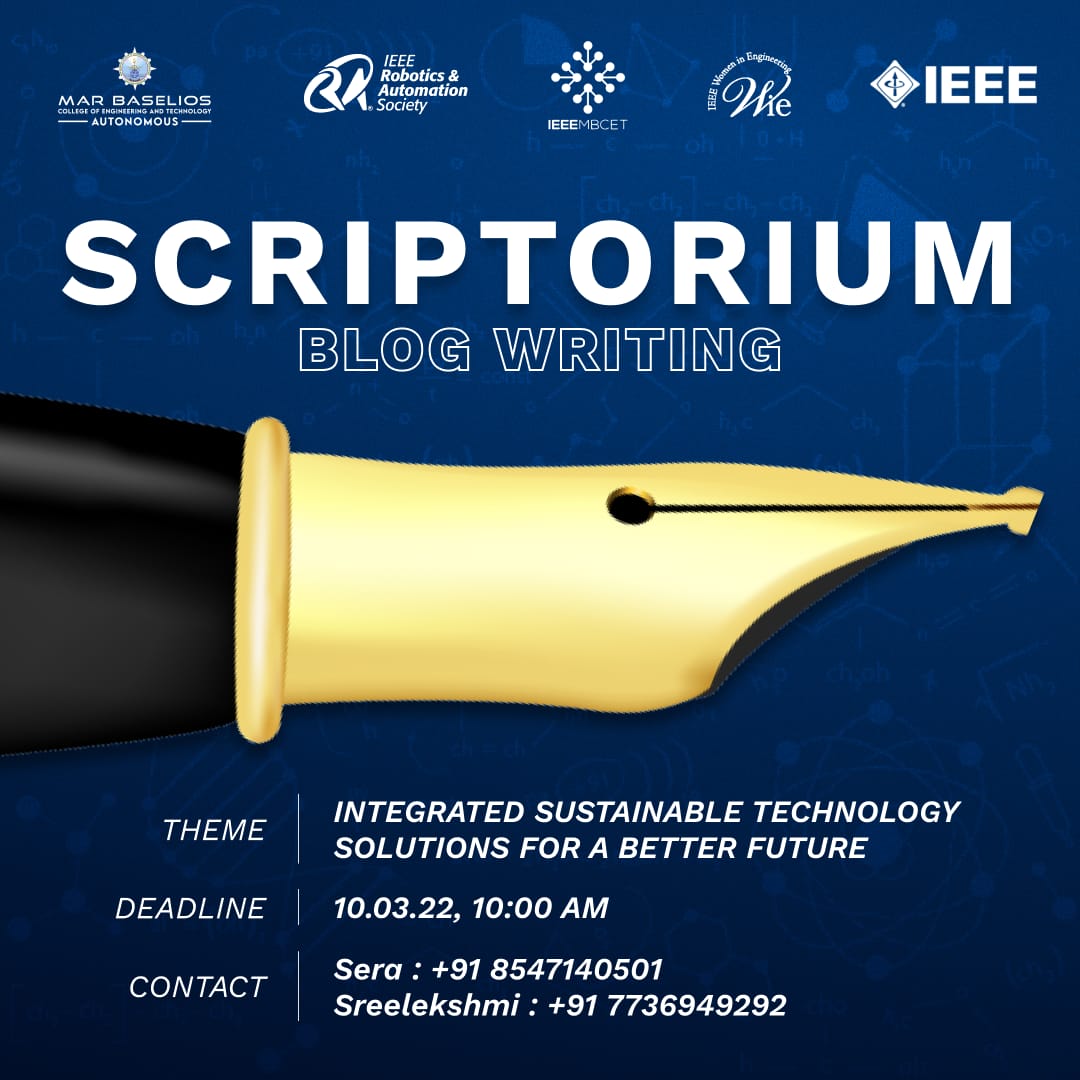 MAR BASELIOS
COLLEGE OF ENGINEERING AND TECHNOLOGY
AUTONOMOUS
IEEE
Robotics &
Automation
Society
IEEEMBCET
IEEE Women in Engineering
WIe
IEEE
SCRIPTORIUM
BLOG WRITING
THEME
INTEGRATED SUSTAINABLE TECHNOLOGY
SOLUTIONS FOR A BETTER FUTURE
DEADLINE
10.03.22, 10:00 AM
CONTACT
Sera : +91 8547140501
Sreelekshmi : +91 7736949292